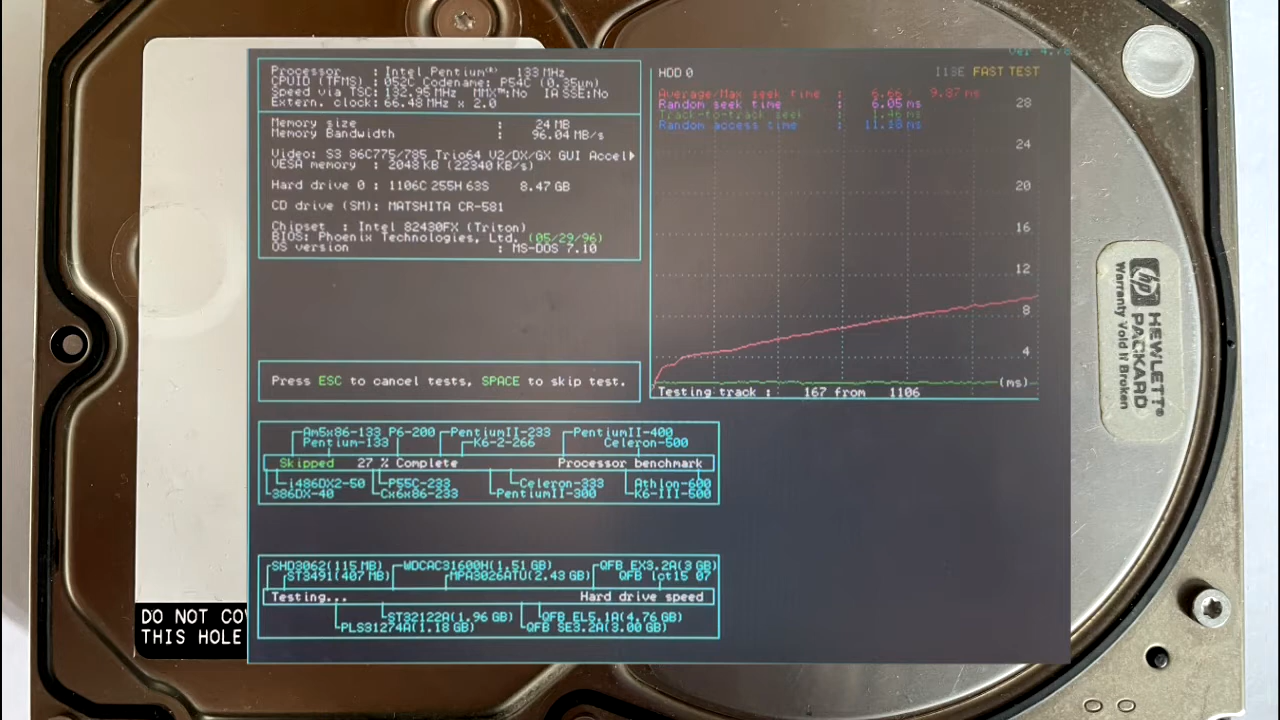 Ver 4.78
Processor : Intel Pentium(R) 133 MHz
CPUID (TFMS) : 052C Codename: P54C (0.35µm)
Speed via TSC: 132.95 MHz MMX™:No IA SSE:No
Extern. clock: 66.48 MHz x 2.0
Memory size : 24 MB
Memory Bandwidth : 96.04 MB/s
Video: S3 86C775/785 Trio64 V2/DX/GX GUI Accel
VESA memory : 2048 KB (22340 KB/s)
Hard drive 0 : 1106C 255H 63S 8.47 GB
CD drive (SM): MATSHITA CR-581
Chipset : Intel 82430FX (Triton)
BIOS: Phoenix Technologies, Ltd. (05/29/96)
OS version : MS-DOS 7.10
HDD 0 FAST TEST
Average/Max seek time : 6.66 9.87 ms
Random seek time : 6.05 ms
Track-to-track seek : 1.46 ms
Random access time : 11.18 ms
28
24
20
16
12
8
4
(ms)
Testing track : 167 from 1106
Press ESC to cancel tests, SPACE to skip test.
Am5x86-133 P6-200 PentiumII-233 PentiumII-400
Pentium-133 K6-2-266 Celeron-500
Skipped 27 % Complete Processor benchmark
i486DX2-50 P55C-233 Celeron-333 Athlon-600
386DX-40 Cx6x86-233 PentiumII-300 K6-III-500
SHD3062(115 MB) WDCAC31600H(1.51 GB) QFB EX3.2A(3 GB)
ST3491(407 MB) MPA3026ATU(2.43 GB) QFB lct15 07
Testing... Hard drive speed
ST32122A(1.96 GB) QFB EL5.1A(4.76 GB)
PLS31274A(1.18 GB) QFB SE3.2A(3.00 GB)
DO NOT CO
THIS HOLE
hp HEWLETT®
PACKARD
Warranty Void If Broken